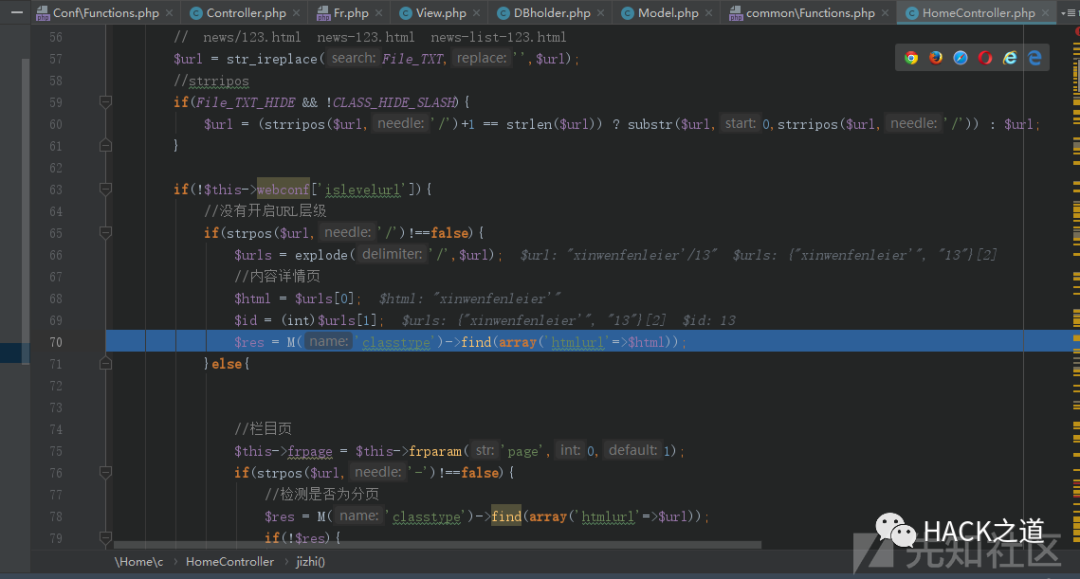 Conf\Functions.php × Controller.php × Fr.php × View.php × DBholder.php × Model.php × common\Functions.php × HomeController.php ×
56 // news/123.html news-123.html news-list-123.html
57 $url = str_ireplace( search: File_TXT, replace: '',$url);
58 //strripos
59 if(File_TXT_HIDE && !CLASS_HIDE_SLASH){
60 $url = (strripos($url, needle: '/')+1 == strlen($url)) ? substr($url, start: 0,strripos($url, needle: '/')) : $url;
61 }
62
63 if(!$this->webconf['islevelurl']){
64 //没有开启URL层级
65 if(strpos($url, needle: '/')!==false){
66 $urls = explode( delimiter: '/',$url); $url: "xinwenfenleier'/13" $urls: {"xinwenfenleier'", "13"}[2]
67 //内容详情页
68 $html = $urls[0]; $html: "xinwenfenleier'"
69 $id = (int)$urls[1]; $urls: {"xinwenfenleier'", "13"}[2] $id: 13
70 $res = M( name: 'classtype')->find(array('htmlurl'=>$html));
71 }else{
72
73
74 //栏目页
75 $this->frpage = $this->frparam( str: 'page', int: 0, default: 1);
76 if(strpos($url, needle: '-')!==false){
77 //检测是否为分页
78 $res = M( name: 'classtype')->find(array('htmlurl'=>$url));
79 if(!$res){
HACK之道
先知社区
\Home\c › HomeController › jizhi()